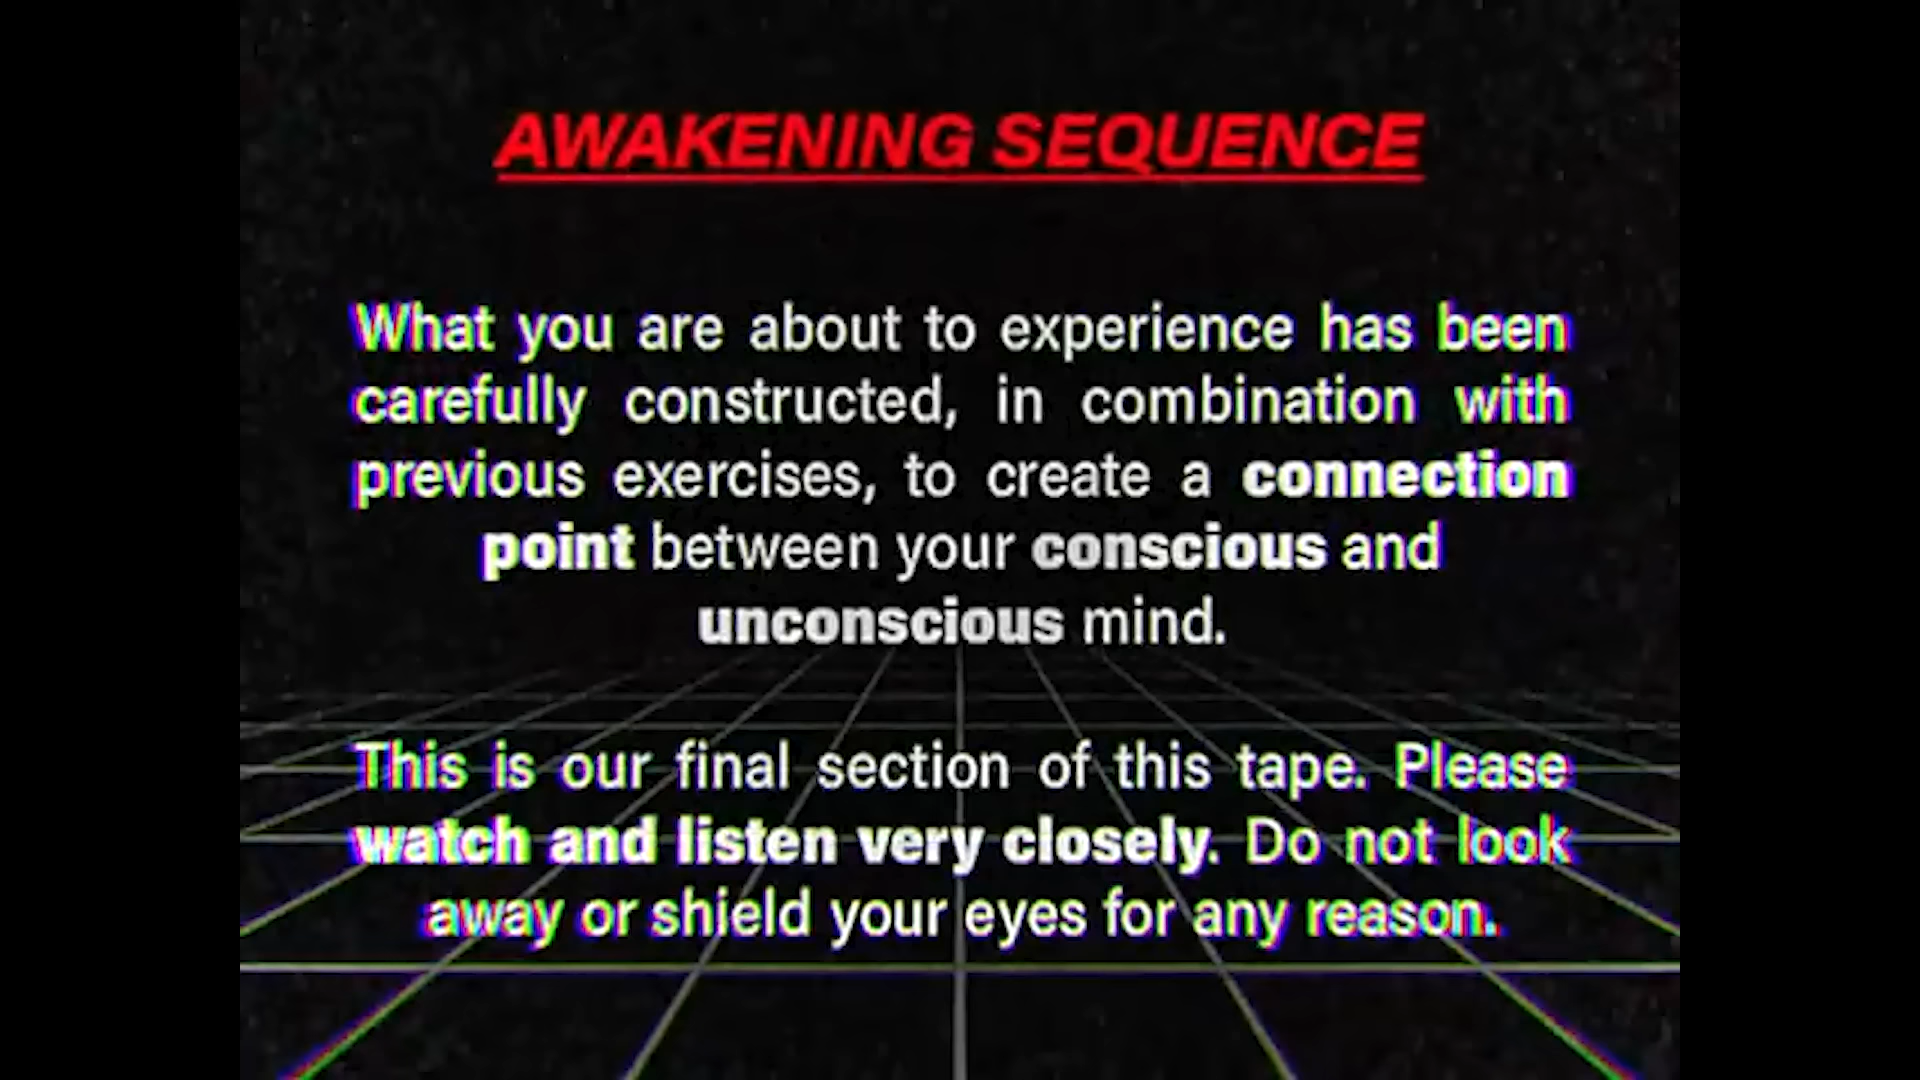 AWAKENING SEQUENCE
What you are about to experience has been
carefully constructed, in combination with
previous exercises, to create a connection
point between your conscious and
unconscious mind.
This is our final section of this tape. Please
watch and listen very closely. Do not look
away or shield your eyes for any reason.